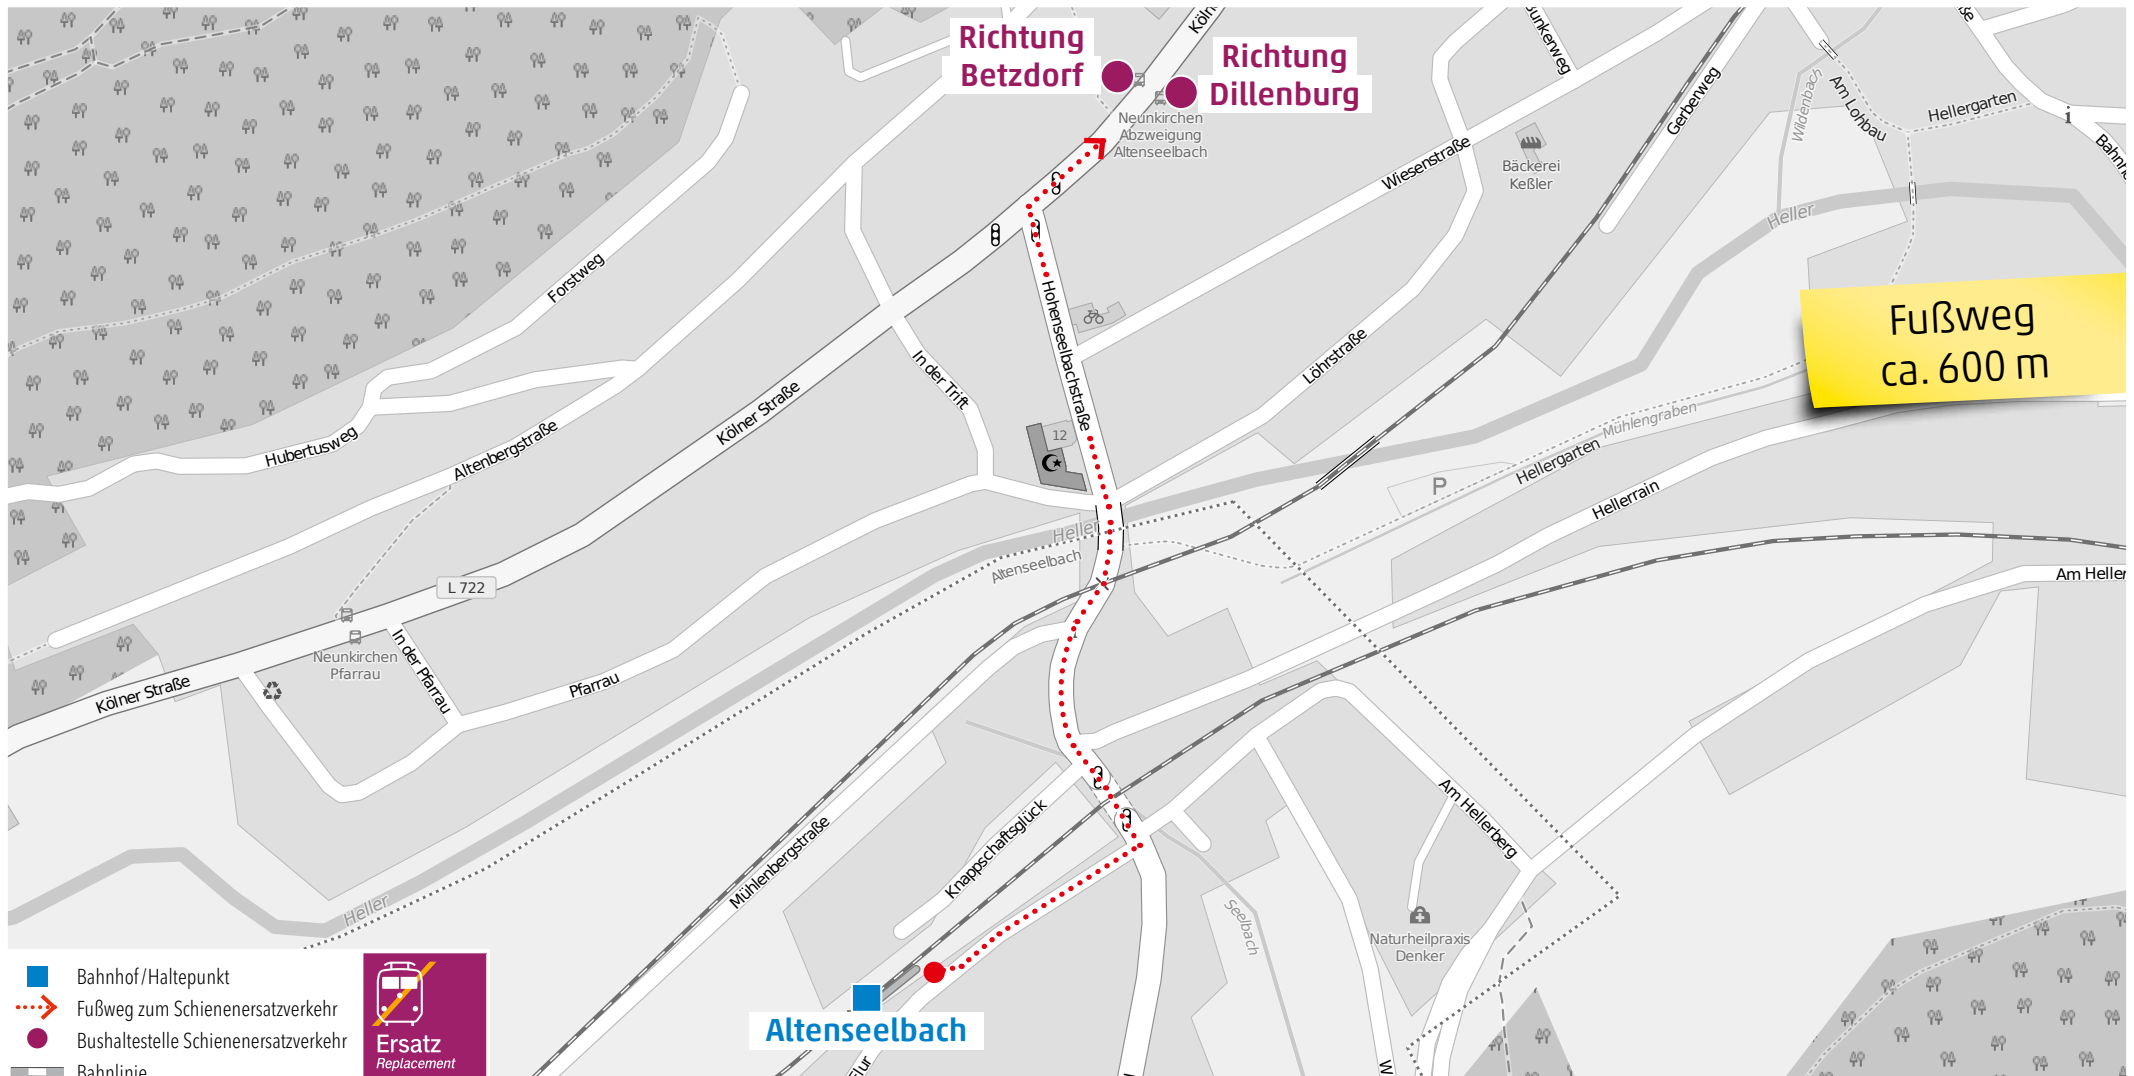 Richtung
Betzdorf
Richtung
Dillenburg
Neunkirchen
Abzweigung
Altenseelbach
Wiesenstraße
Bäckerei
Keßler
Gerberweg
Wildenbach
Am Lohbau
Hellergarten
Heller
Fußweg
ca. 600 m
Forstweg
Hohenseelbachstraße
In der Trift
Löhrstraße
Kölner Straße
Hubertusweg
Altenbergstraße
12
P
Mühlengraben
Hellergarten
Hellerrain
Heller
Altenseelbach
L 722
Neunkirchen
Pfarrau
In der Pfarrau
Pfarrau
Kölner Straße
Am Heller
Am Hellerberg
Knappschaftsglück
Mühlenbergstraße
Heller
Seelbach
Naturheilpraxis
Denker
Altenseelbach
Bahnhof/Haltepunkt
Fußweg zum Schienenersatzverkehr
Bushaltestelle Schienenersatzverkehr
Bahnlinie
Ersatz
Replacement